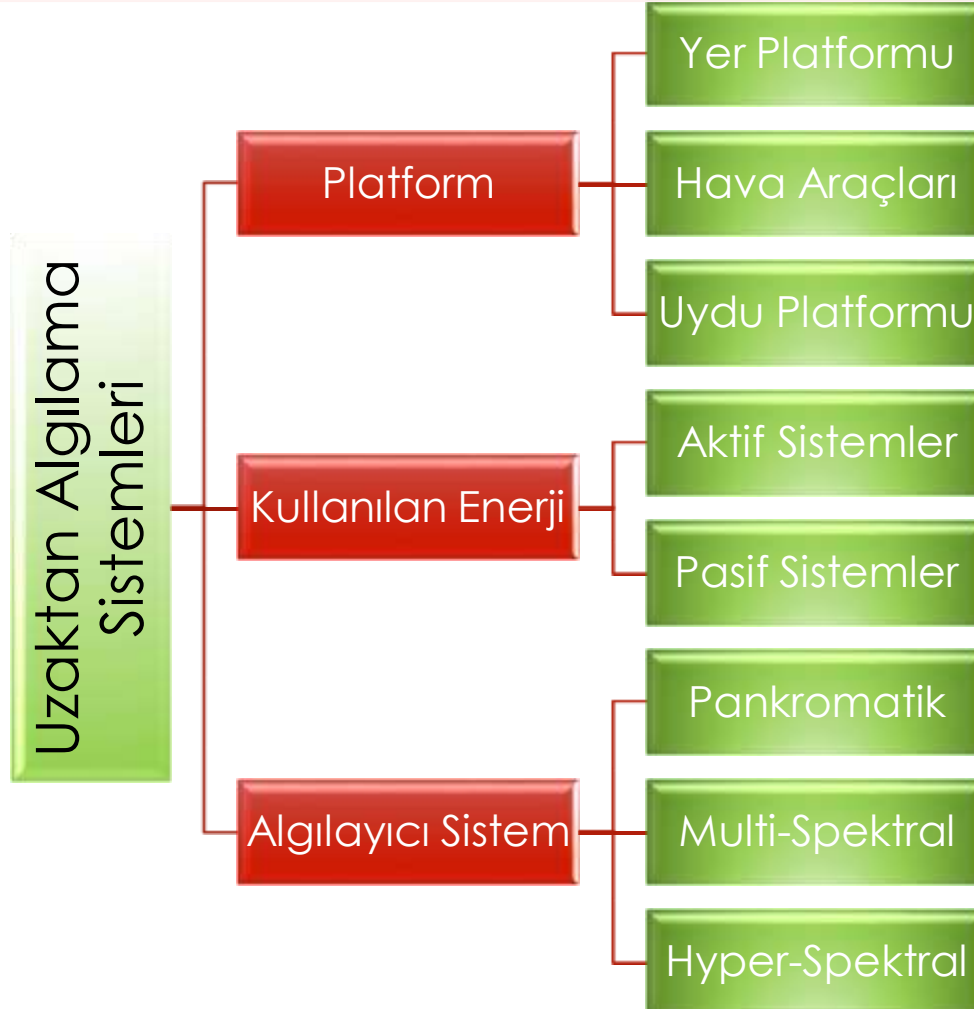 Uzaktan Algılama
Sistemleri
Platform
Yer Platformu
Hava Araçları
Uydu Platformu
Kullanılan Enerji
Aktif Sistemler
Pasif Sistemler
Algılayıcı Sistem
Pankromatik
Multi-Spektral
Hyper-Spektral